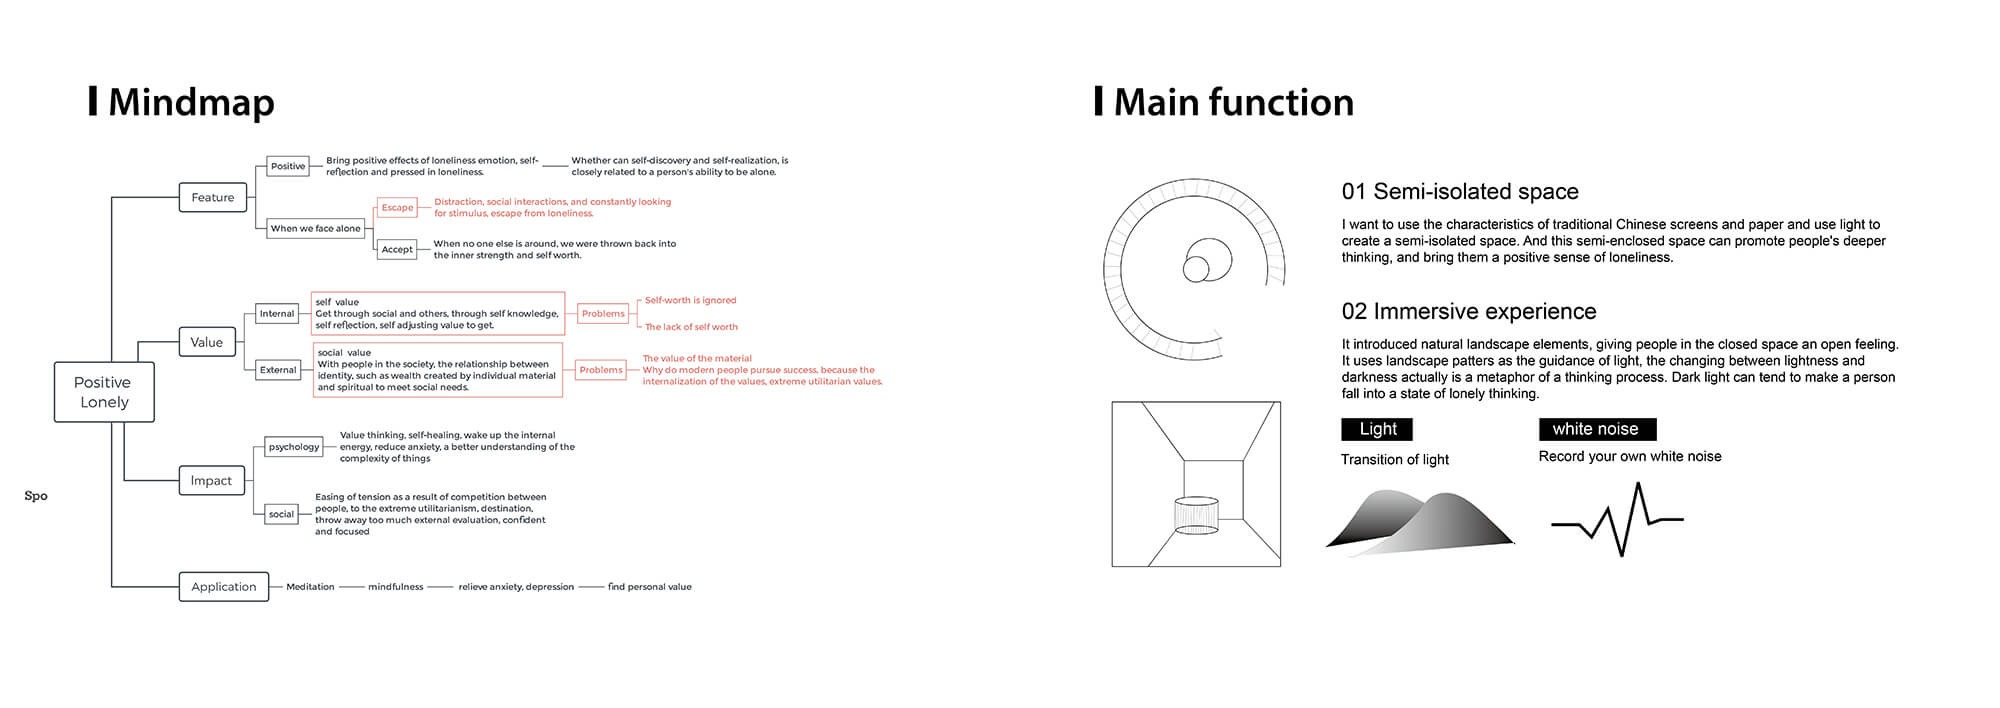 Mindmap
Positive
Bring positive effects of loneliness emotion, self-
reflection and pressed in loneliness.
Whether can self-discovery and self-realization, is
closely related to a person's ability to be alone.
Feature
When we face alone
Escape
Distraction, social interactions, and constantly looking
for stimulus, escape from loneliness.
Accept
When no one else is around, we were thrown back into
the inner strength and self worth.
Positive
Lonely
Value
Internal
self value
Get through social and others, through self knowledge,
self reflection, self adjusting value to get.
Problems
Self-worth is ignored
The lack of self worth
External
social value
With people in the society, the relationship between
identity, such as wealth created by individual material
and spiritual to meet social needs.
Problems
The value of the material
Why do modern people pursue success, because the
internalization of the values, extreme utilitarian values.
Impact
psychology
Value thinking, self-healing, wake up the internal
energy, reduce anxiety, a better understanding of the
complexity of things
social
Easing of tension as a result of competition between
people, to the extreme utilitarianism, destination,
throw away too much external evaluation, confident
and focused
Spo
Application
Meditation
mindfulness
relieve anxiety, depression
find personal value
Main function
01 Semi-isolated space
I want to use the characteristics of traditional Chinese screens and paper and use light to
create a semi-isolated space. And this semi-enclosed space can promote people's deeper
thinking, and bring them a positive sense of loneliness.
02 Immersive experience
It introduced natural landscape elements, giving people in the closed space an open feeling.
It uses landscape patters as the guidance of light, the changing between lightness and
darkness actually is a metaphor of a thinking process. Dark light can tend to make a person
fall into a state of lonely thinking.
Light
Transition of light
white noise
Record your own white noise